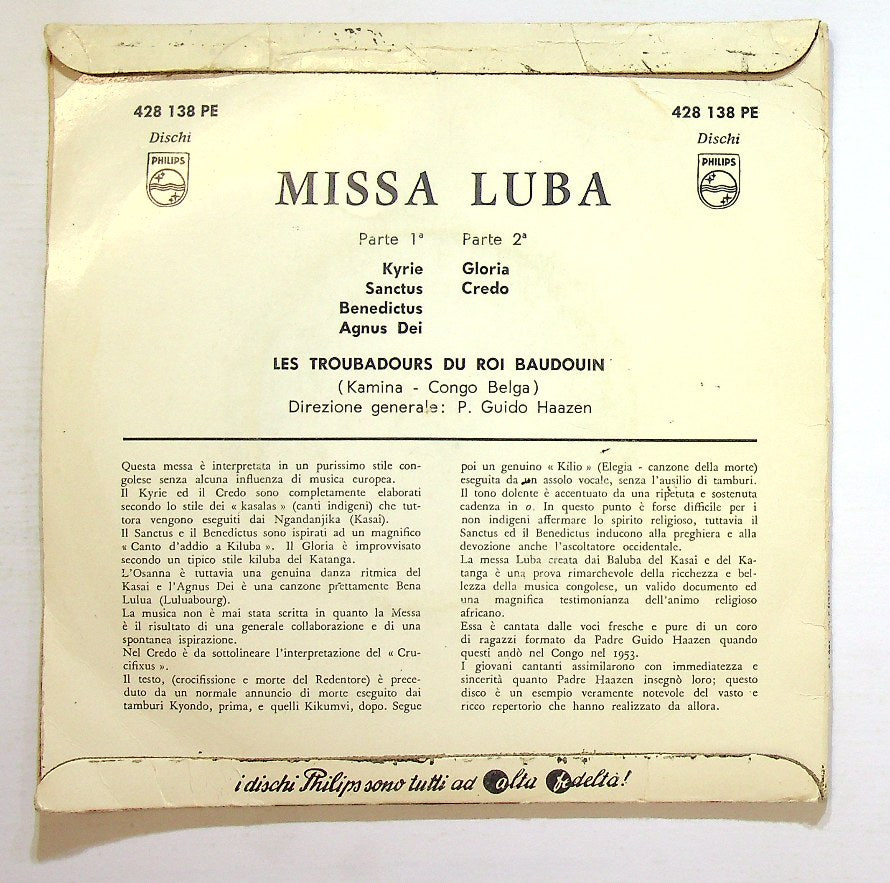 428 138 PE
428 138 PE
Dischi
Dischi
PHILIPS
PHILIPS
MISSA LUBA
Parte 1ª
Kyrie
Sanctus
Benedictus
Agnus Dei
Parte 2ª
Gloria
Credo
LES TROUBADOURS DU ROI BAUDOUIN
(Kamina - Congo Belga)
Direzione generale: P. Guido Haazen
Questa messa è interpretata in un purissimo stile con-
golese senza alcuna influenza di musica europea.
Il Kyrie ed il Credo sono completamente elaborati
secondo lo stile dei « kasalas » (canti indigeni) che tut-
tora vengono eseguiti dai Ngandanjika (Kasai).
Il Sanctus e il Benedictus sono ispirati ad un magnifico
« Canto d'addio a Kiluba ». Il Gloria è improvvisato
secondo un tipico stile kiluba del Katanga.
L'Osanna è tuttavia una genuina danza ritmica del
Kasai e l'Agnus Dei è una canzone prettamente Bena
Lulua (Luluabourg).
La musica non è mai stata scritta in quanto la Messa
è il risultato di una generale collaborazione e di una
spontanea ispirazione.
Nel Credo è da sottolineare l'interpretazione del « Cru-
cifixus ».
Il testo, (crocifissione e morte del Redentore) è prece-
duto da un normale annuncio di morte eseguito dai
tamburi Kyondo, prima, e quelli Kikumvi, dopo. Segue
poi un genuino « Kilio » (Elegia - canzone della morte)
eseguita da un assolo vocale, senza l'ausilio di tamburi.
Il tono dolente è accentuato da una ripetuta e sostenuta
cadenza in o. In questo punto è forse difficile per i
non indigeni affermare lo spirito religioso, tuttavia il
Sanctus ed il Benedictus inducono alla preghiera e alla
devozione anche l'ascoltatore occidentale.
La messa Luba creata dai Baluba del Kasai e del Ka-
tanga è una prova rimarchevole della ricchezza e bel-
lezza della musica congolese, un valido documento ed
una magnifica testimonianza dell'animo religioso
africano.
Essa è cantata dalle voci fresche e pure di un coro
di ragazzi formato da Padre Guido Haazen quando
questi andò nel Congo nel 1953.
I giovani cantanti assimilarono con immediatezza e
sincerità quanto Padre Haazen insegnò loro; questo
disco è un esempio veramente notevole del vasto e
ricco repertorio che hanno realizzato da allora.
i dischi Philips sono tutti ad alta fedeltà!